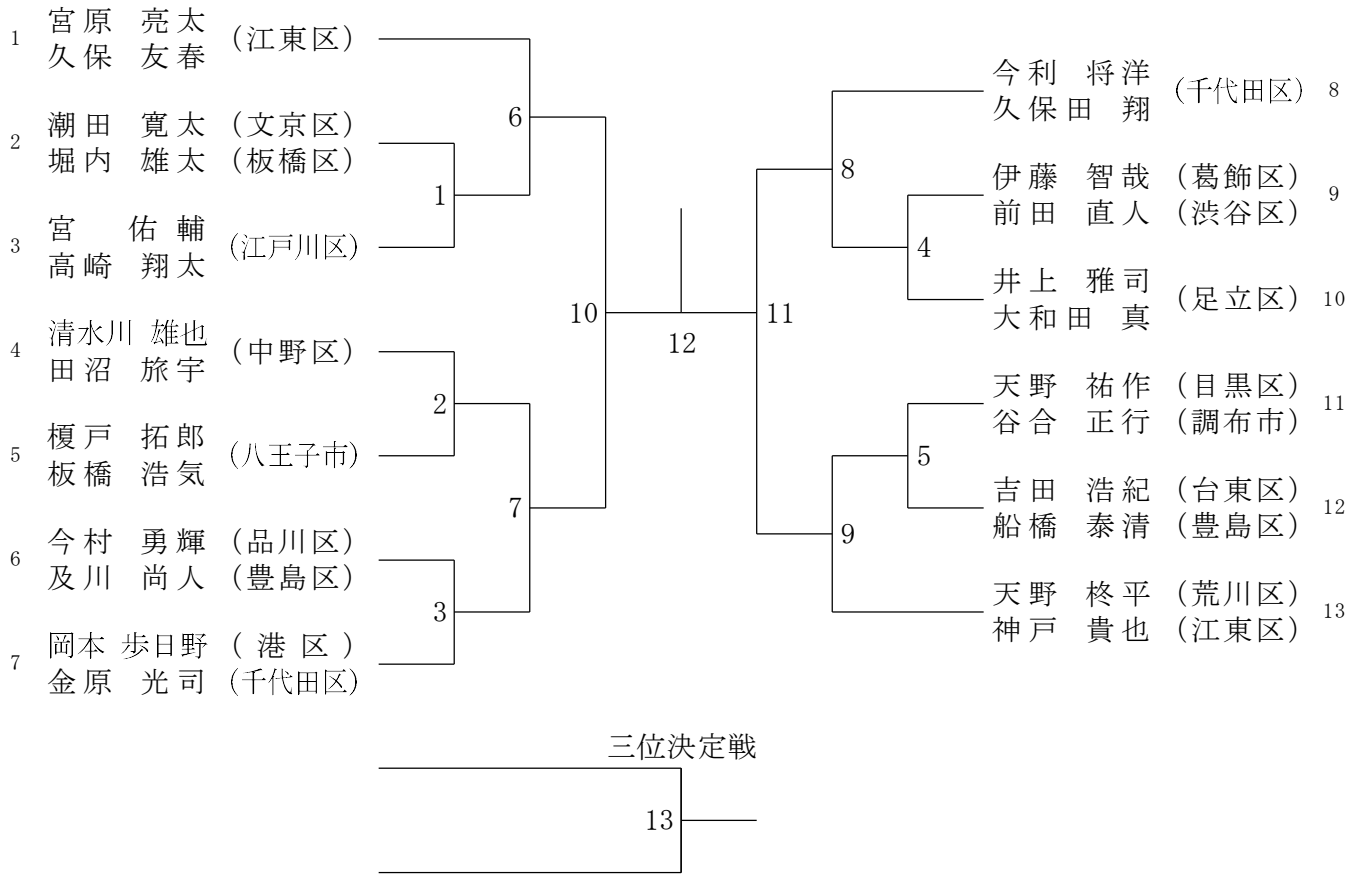 1 宮原 亮太 (江東区)
久保 友春
2 潮田 寛太 (文京区)
堀内 雄太 (板橋区)
3 宮 佑輔 (江戸川区)
高崎 翔太
4 清水川 雄也 (中野区)
田沼 旅宇
5 榎戸 拓郎 (八王子市)
板橋 浩気
6 今村 勇輝 (品川区)
及川 尚人 (豊島区)
7 岡本 歩日野 (港区)
金原 光司 (千代田区)
6
1
10
2
7
3
12
11
8
4
5
9
今利 将洋 (千代田区) 8
久保田 翔
伊藤 智哉 (葛飾区) 9
前田 直人 (渋谷区)
井上 雅司 (足立区) 10
大和田 真
天野 祐作 (目黒区) 11
谷合 正行 (調布市)
吉田 浩紀 (台東区) 12
船橋 泰清 (豊島区)
天野 柊平 (荒川区) 13
神戸 貴也 (江東区)
三位決定戦
13